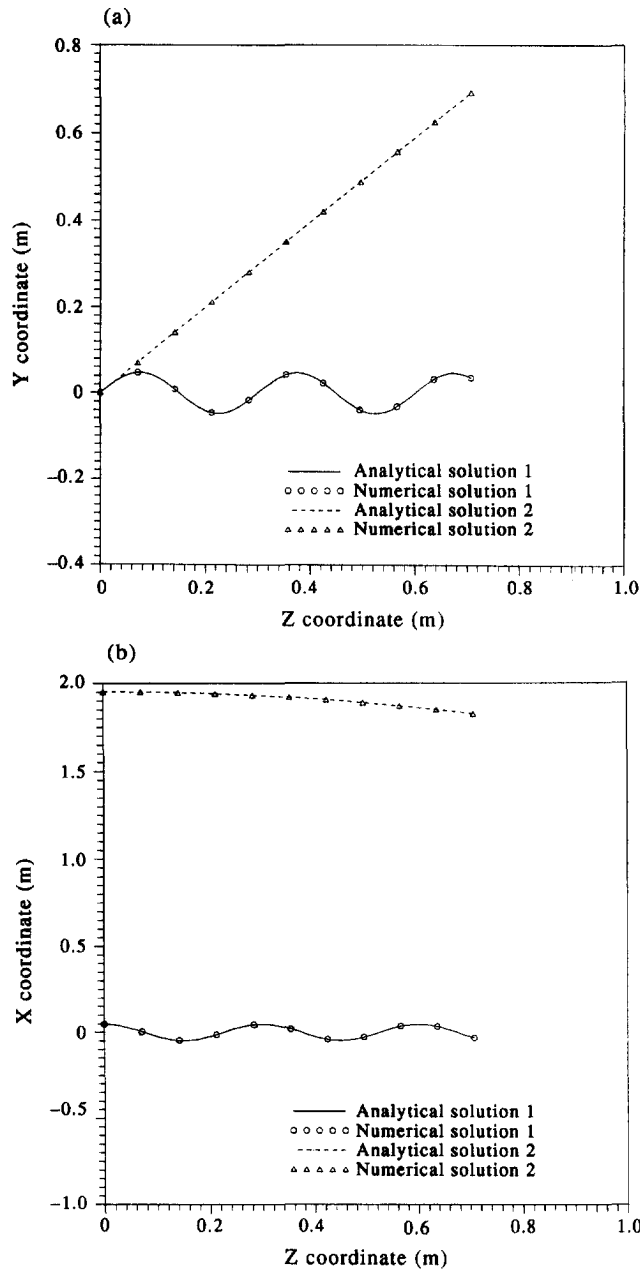 (a)
0.8
0.6
0.4
0.2
0
−0.2
−0.4
Y coordinate (m)
Analytical solution 1
Numerical solution 1
Analytical solution 2
Numerical solution 2
0 0.2 0.4 0.6 0.8 1.0
Z coordinate (m)
(b)
2.0
1.5
1.0
0.5
0
−0.5
−1.0
X coordinate (m)
Analytical solution 1
Numerical solution 1
Analytical solution 2
Numerical solution 2
0 0.2 0.4 0.6 0.8 1.0
Z coordinate (m)